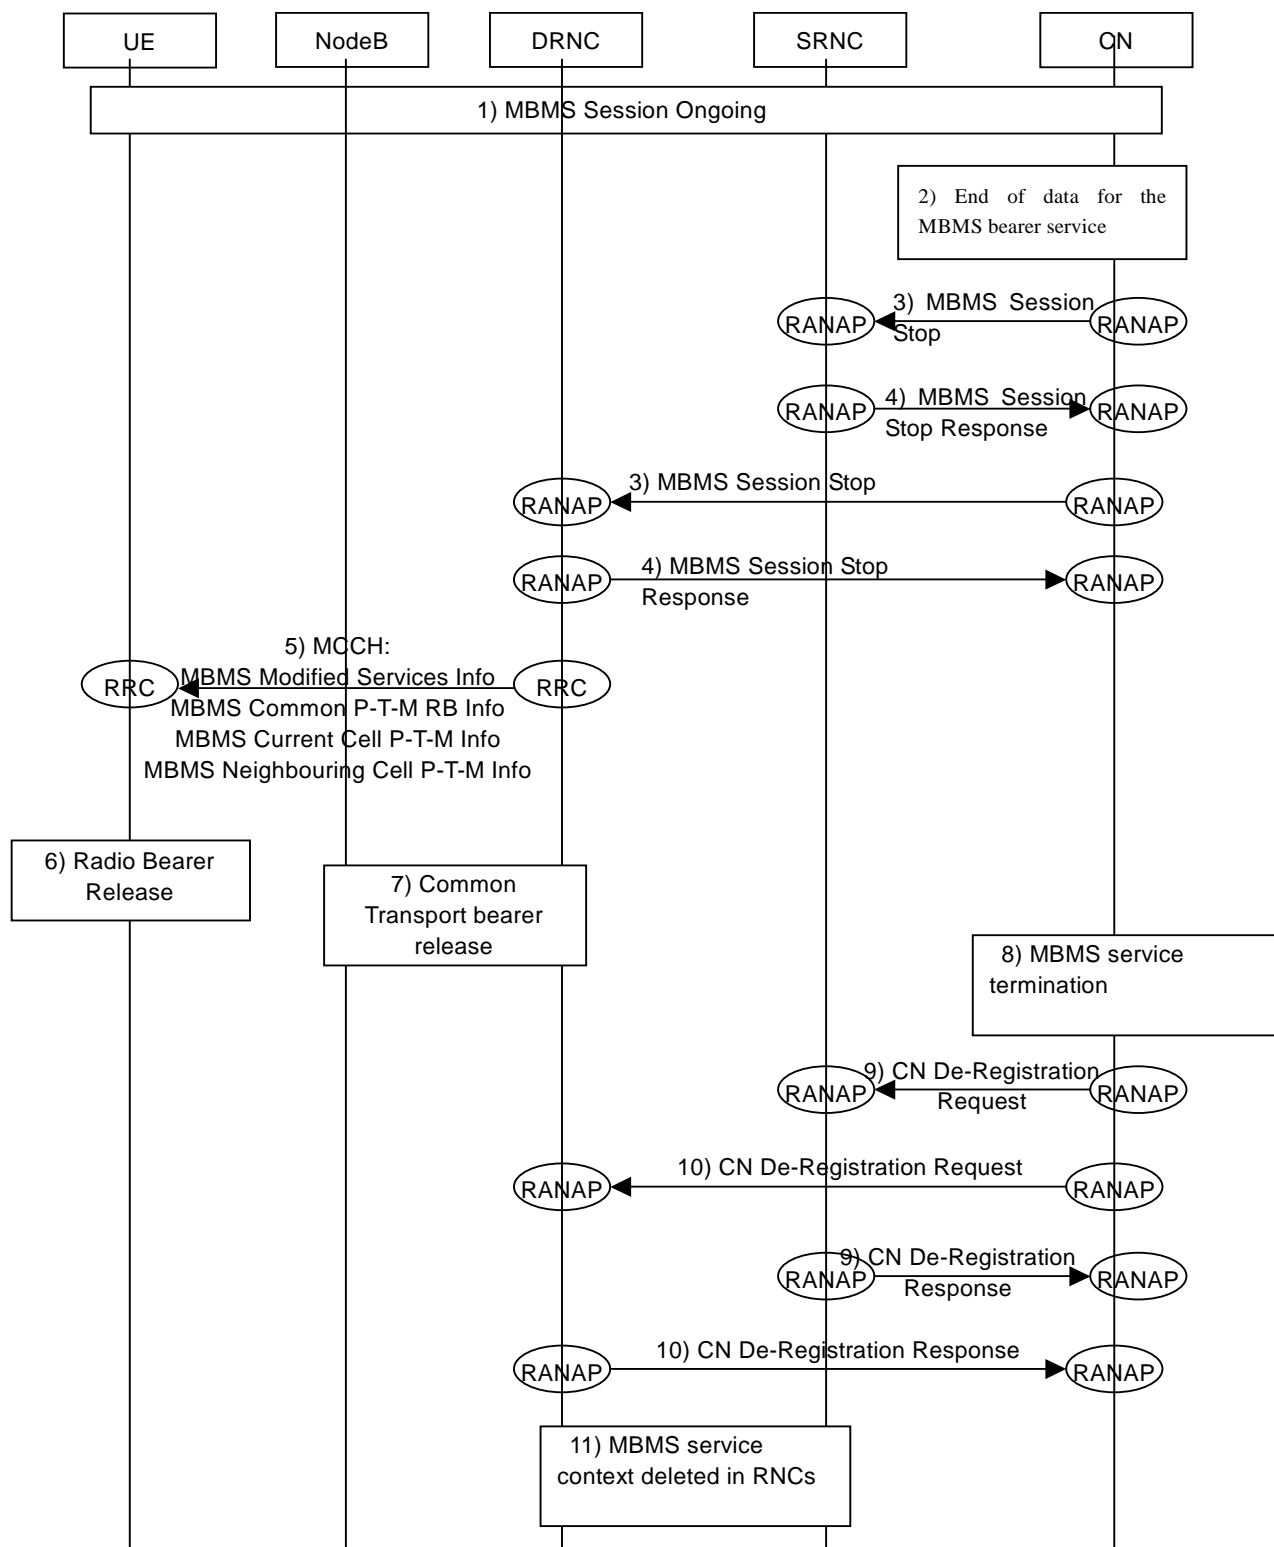 UE
NodeB
DRNC
SRNC
CN
1) MBMS Session Ongoing
2) End of data for the
MBMS bearer service
RANAP
3) MBMS Session
Stop
RANAP
RANAP
4) MBMS Session
Stop Response
RANAP
RANAP
3) MBMS Session Stop
RANAP
RANAP
4) MBMS Session Stop
Response
RANAP
5) MCCH:
RRC
MBMS Modified Services Info
RRC
MBMS Common P-T-M RB Info
MBMS Current Cell P-T-M Info
MBMS Neighbouring Cell P-T-M Info
6) Radio Bearer
Release
7) Common
Transport bearer
release
8) MBMS service
termination
RANAP
9) CN De-Registration
Request
RANAP
RANAP
10) CN De-Registration Request
RANAP
RANAP
9) CN De-Registration
Response
RANAP
RANAP
10) CN De-Registration Response
RANAP
11) MBMS service
context deleted in RNCs